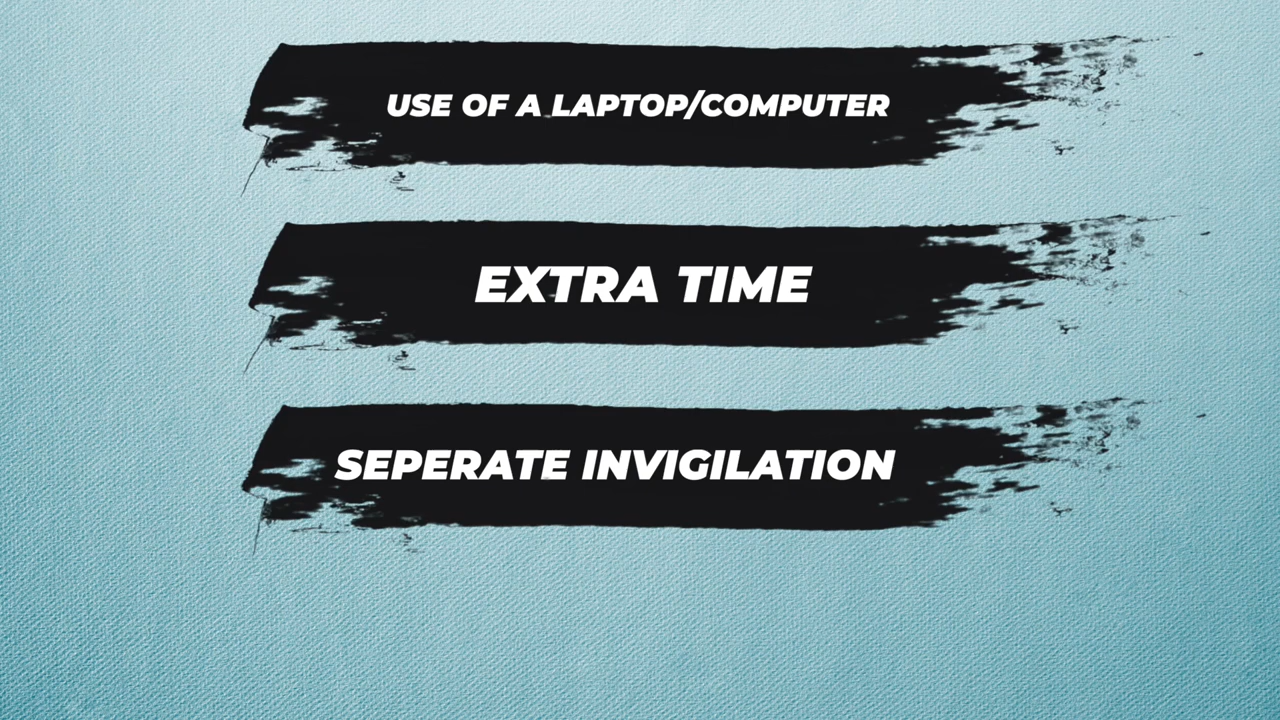 USE OF A LAPTOP/COMPUTER
EXTRA TIME
SEPERATE INVIGILATION